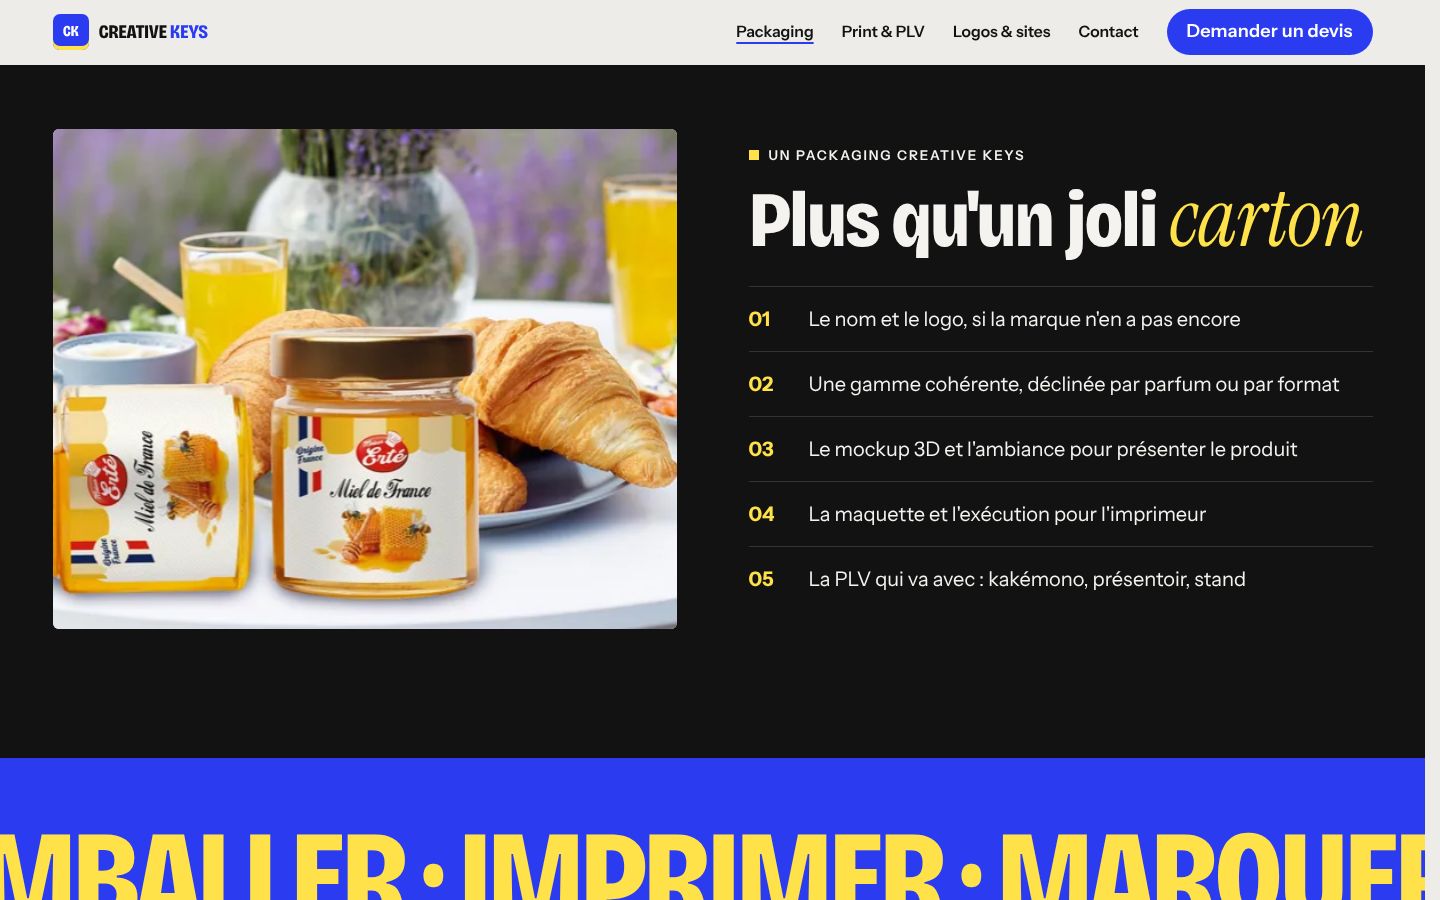 CK CREATIVE KEYS
Packaging Print & PLV Logos & sites Contact Demander un devis
UN PACKAGING CREATIVE KEYS
Plus qu'un joli carton
01 Le nom et le logo, si la marque n'en a pas encore
02 Une gamme cohérente, déclinée par parfum ou par format
03 Le mockup 3D et l'ambiance pour présenter le produit
04 La maquette et l'exécution pour l'imprimeur
05 La PLV qui va avec : kakémono, présentoir, stand
Maison
Erté
Origine
France
Miel de France
Maison
Erté
Miel de France
Origine
France
MBALLER · IMPRIMER · MARQUER